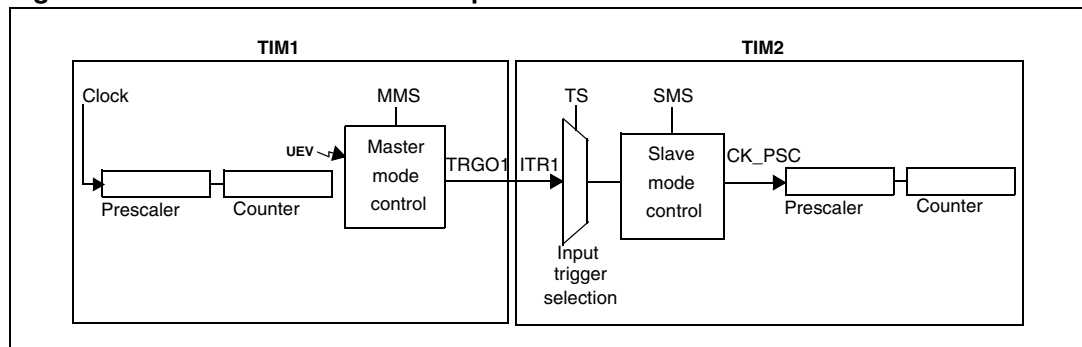 TIM1
TIM2
Clock
MMS
TS
SMS
UEV
Master
mode
control
TRGO1
ITR1
Slave
mode
control
CK_PSC
Prescaler
Counter
Prescaler
Counter
Input
trigger
selection